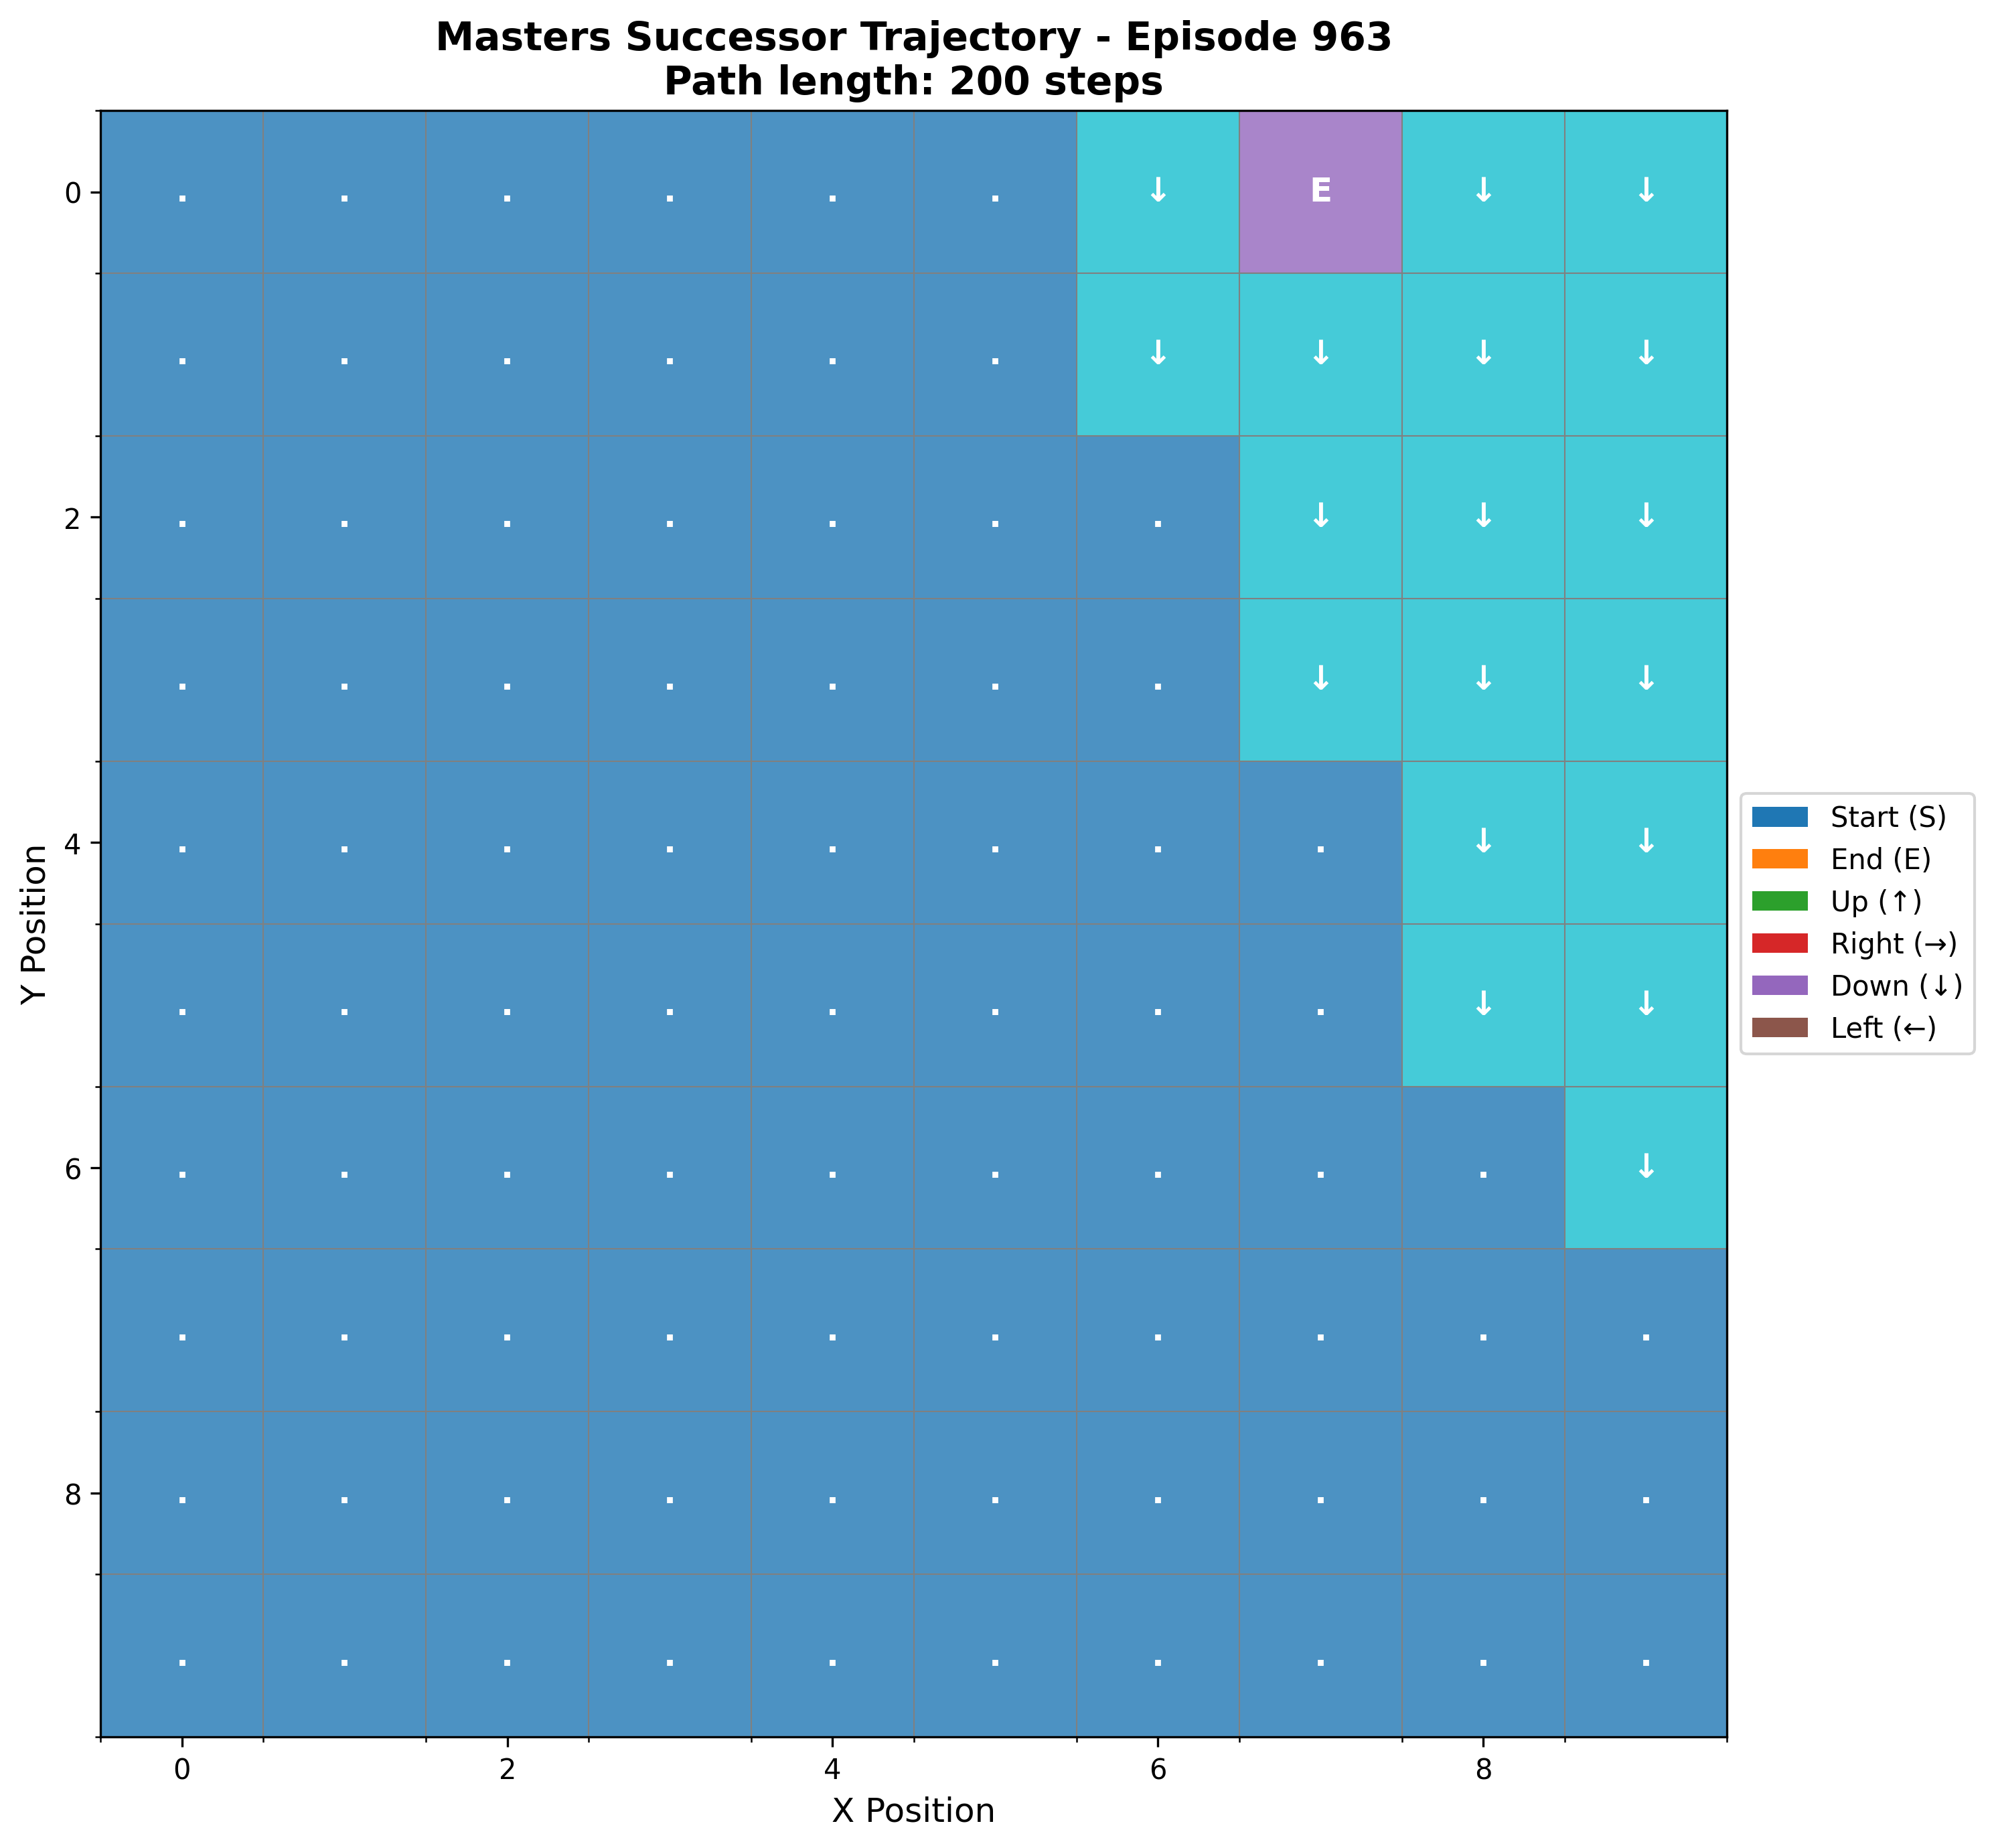 Masters Successor Trajectory - Episode 963
Path length: 200 steps
0 . . . . . . ↓ E ↓ ↓
. . . . . . ↓ ↓ ↓ ↓
2 . . . . . . . ↓ ↓ ↓
. . . . . . . ↓ ↓ ↓
4 . . . . . . . . ↓ ↓
. . . . . . . . ↓ ↓
6 . . . . . . . . . ↓
. . . . . . . . . .
8 . . . . . . . . . .
. . . . . . . . . .
0 2 4 6 8
X Position
Y Position
Start (S)
End (E)
Up (↑)
Right (→)
Down (↓)
Left (←)